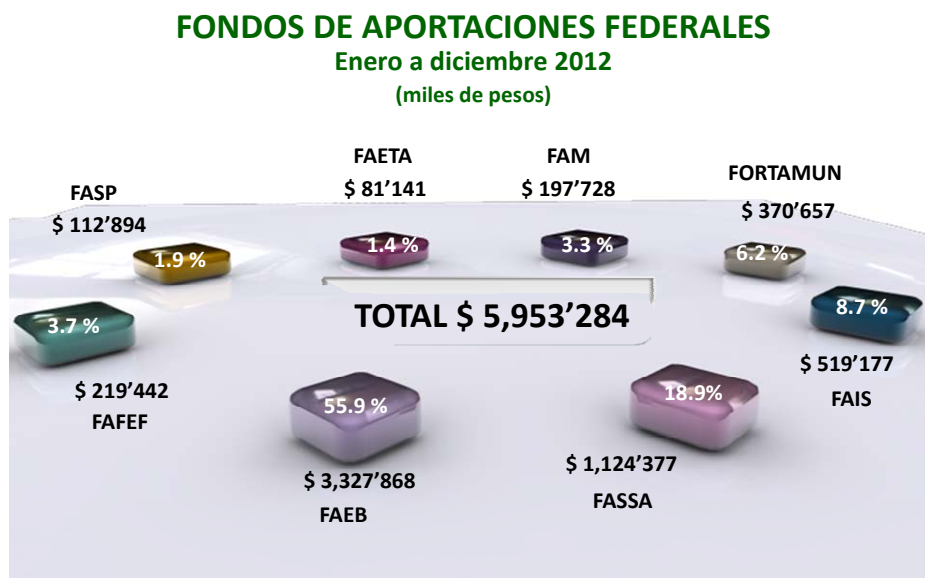 FONDOS DE APORTACIONES FEDERALES
Enero a diciembre 2012
(miles de pesos)
FASP
$ 112’894
1.9 %
FAETA
$ 81’141
1.4 %
FAM
$ 197’728
3.3 %
FORTAMUN
$ 370’657
6.2 %
TOTAL $ 5,953’284
3.7 %
$ 219’442
FAFEF
55.9 %
$ 3,327’868
FAEB
18.9%
$ 1,124’377
FASSA
8.7 %
$ 519’177
FAIS